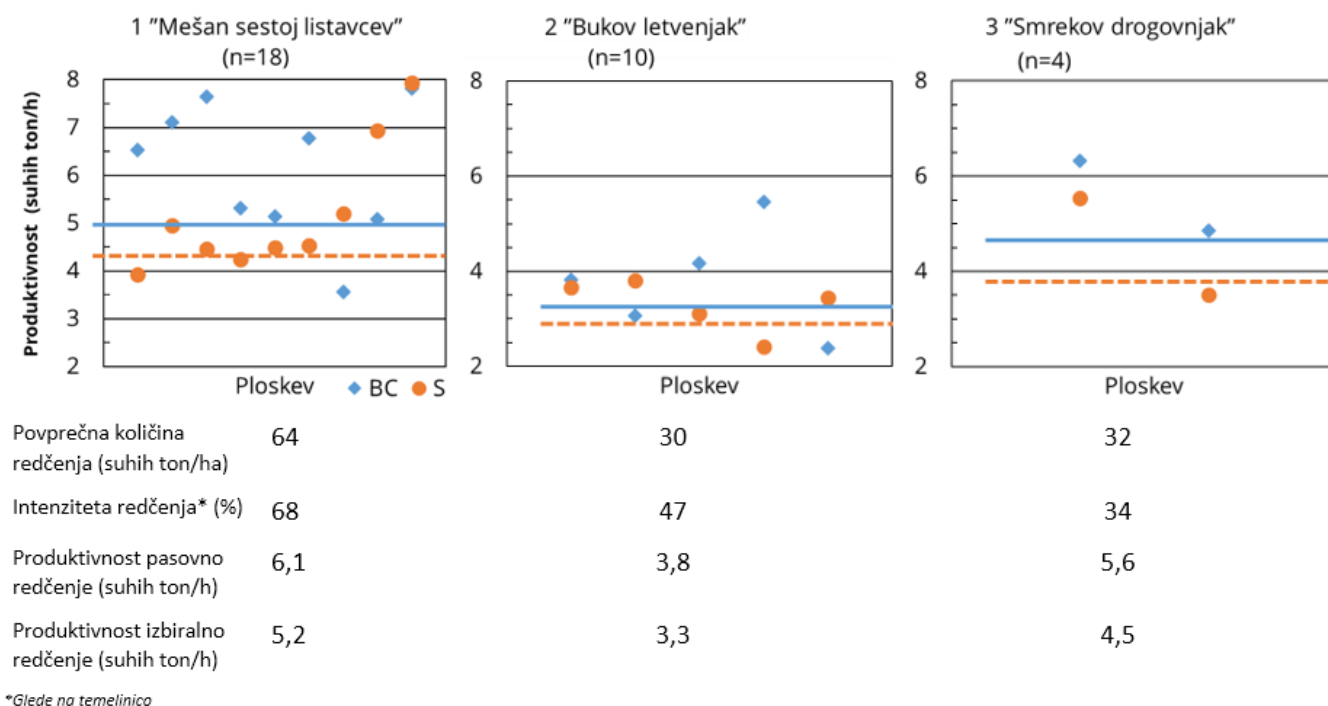 1 ”Mešan sestoj listavcev”
(n=18)
2 ”Bukov letvenjak”
(n=10)
3 ”Smrekov drogovnjak”
(n=4)
Produktivnost (suhih ton/h)
8
7
6
5
4
3
2
8
6
4
2
8
6
4
2
Ploskev
BC
S
Ploskev
Ploskev
Povprečna količina
redčenja (suhih ton/ha)
64
30
32
Intenziteta redčenja* (%)
68
47
34
Produktivnost pasovno
redčenje (suhih ton/h)
6,1
3,8
5,6
Produktivnost izbiralno
redčenje (suhih ton/h)
5,2
3,3
4,5
*Glede na temeljnico